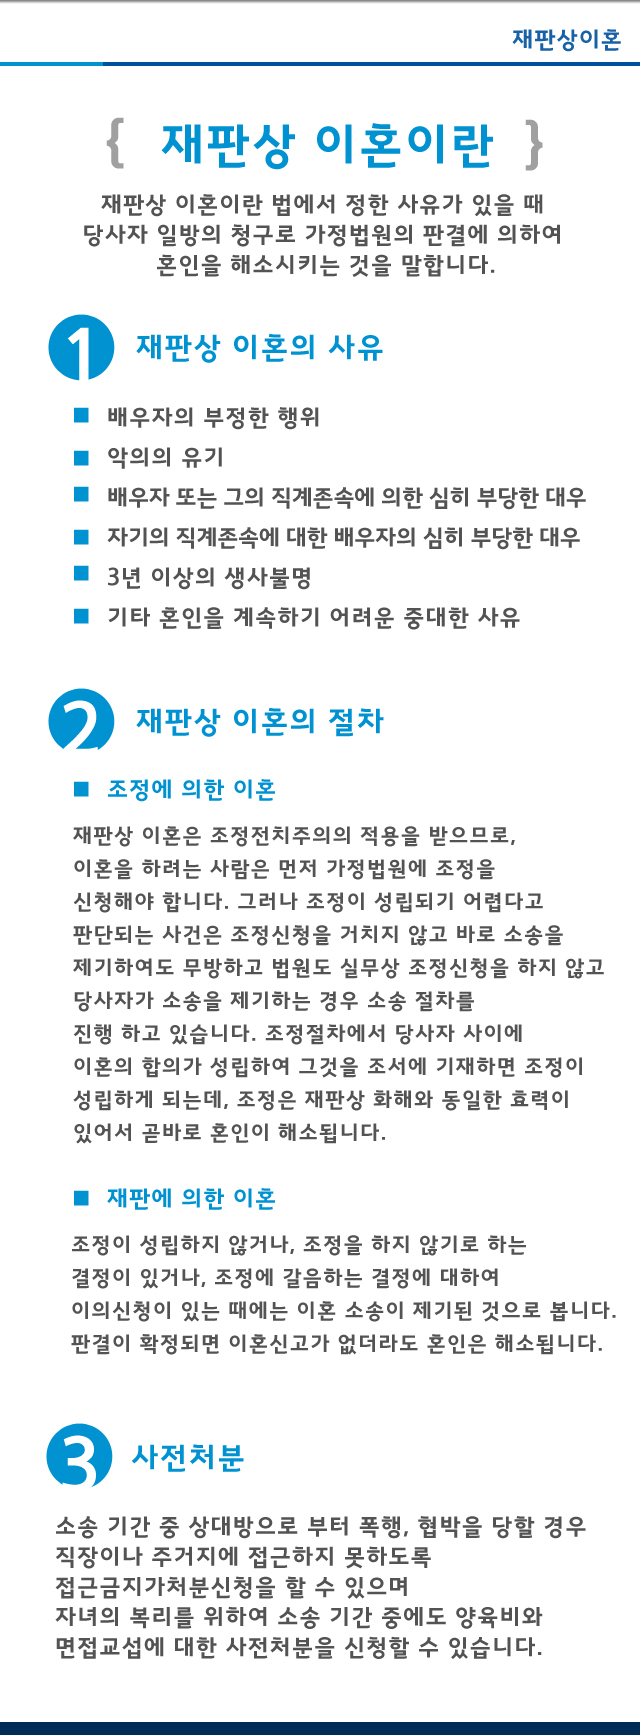 재판상이혼
{ 재판상 이혼이란 }
재판상 이혼이란 법에서 정한 사유가 있을 때
당사자 일방의 청구로 가정법원의 판결에 의하여
혼인을 해소시키는 것을 말합니다.
1 재판상 이혼의 사유
■ 배우자의 부정한 행위
■ 악의의 유기
■ 배우자 또는 그의 직계존속에 의한 심히 부당한 대우
■ 자기의 직계존속에 대한 배우자의 심히 부당한 대우
■ 3년 이상의 생사불명
■ 기타 혼인을 계속하기 어려운 중대한 사유
2 재판상 이혼의 절차
■ 조정에 의한 이혼
재판상 이혼은 조정전치주의의 적용을 받으므로,
이혼을 하려는 사람은 먼저 가정법원에 조정을
신청해야 합니다. 그러나 조정이 성립되기 어렵다고
판단되는 사건은 조정신청을 거치지 않고 바로 소송을
제기하여도 무방하고 법원도 실무상 조정신청을 하지 않고
당사자가 소송을 제기하는 경우 소송 절차를
진행 하고 있습니다. 조정절차에서 당사자 사이에
이혼의 합의가 성립하여 그것을 조서에 기재하면 조정이
성립하게 되는데, 조정은 재판상 화해와 동일한 효력이
있어서 곧바로 혼인이 해소됩니다.
■ 재판에 의한 이혼
조정이 성립하지 않거나, 조정을 하지 않기로 하는
결정이 있거나, 조정에 갈음하는 결정에 대하여
이의신청이 있는 때에는 이혼 소송이 제기된 것으로 봅니다.
판결이 확정되면 이혼신고가 없더라도 혼인은 해소됩니다.
3 사전처분
소송 기간 중 상대방으로 부터 폭행, 협박을 당할 경우
직장이나 주거지에 접근하지 못하도록
접근금지가처분신청을 할 수 있으며
자녀의 복리를 위하여 소송 기간 중에도 양육비와
면접교섭에 대한 사전처분을 신청할 수 있습니다.